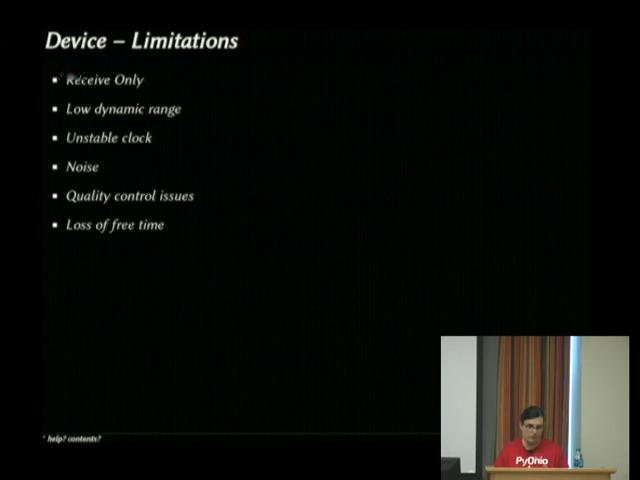 Device – Limitations
Receive Only
Low dynamic range
Unstable clock
Noise
Quality control issues
Loss of free time
* help? contents?
PyOhio